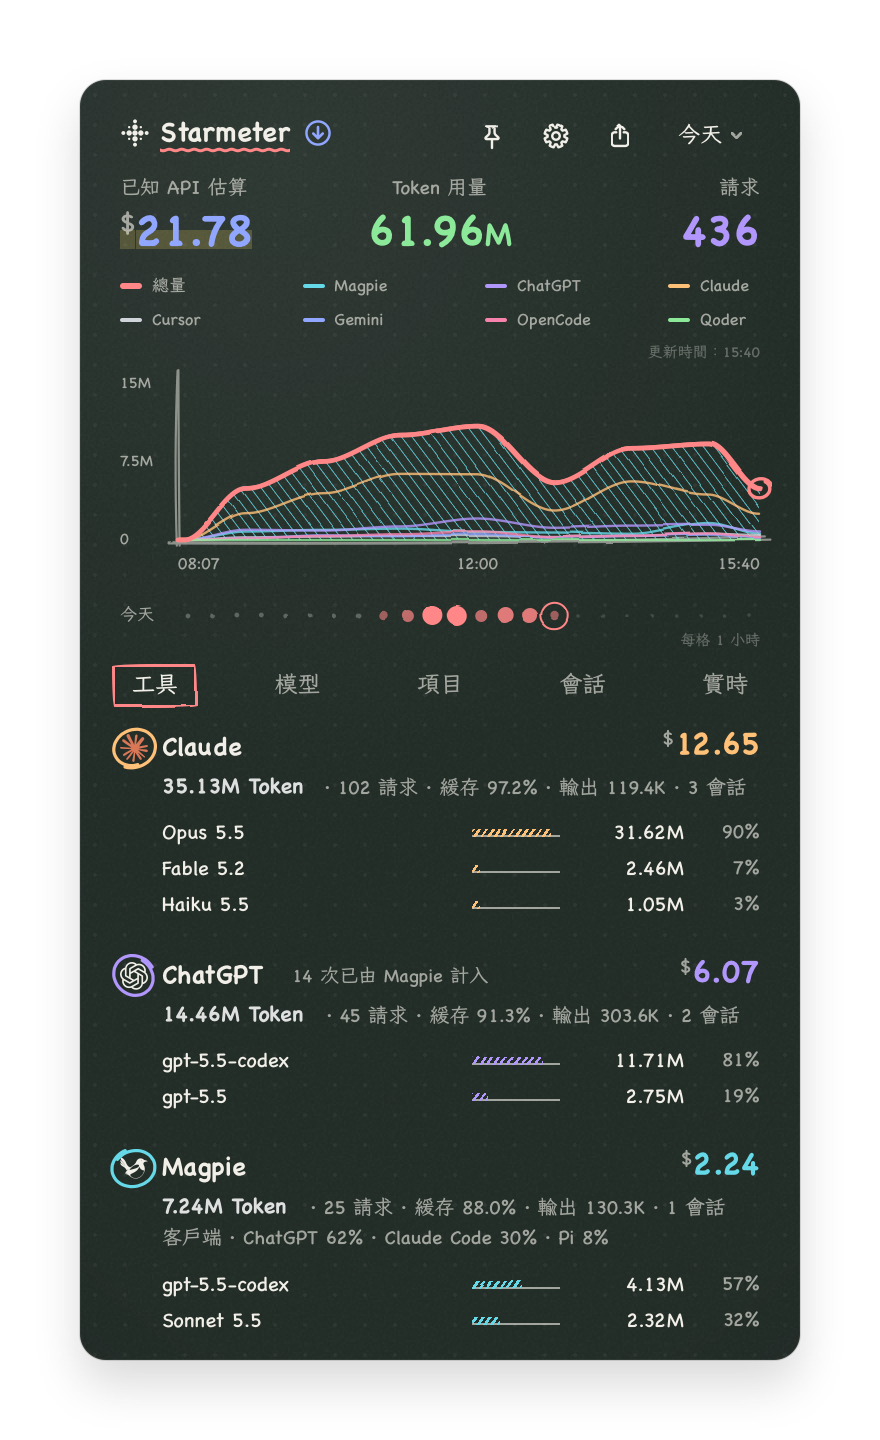 Starmeter 今天
已知 API 估算 Token 用量 請求
$21.78 61.96M 436
總量 Magpie ChatGPT Claude
Cursor Gemini OpenCode Qoder
更新時間：15:40
15M
7.5M
0
08:07 12:00 15:40
今天
每格 1 小時
工具 模型 項目 會話 實時
Claude $12.65
35.13M Token · 102 請求 · 緩存 97.2% · 輸出 119.4K · 3 會話
Opus 5.5 31.62M 90%
Fable 5.2 2.46M 7%
Haiku 5.5 1.05M 3%
ChatGPT 14 次已由 Magpie 計入 $6.07
14.46M Token · 45 請求 · 緩存 91.3% · 輸出 303.6K · 2 會話
gpt-5.5-codex 11.71M 81%
gpt-5.5 2.75M 19%
Magpie $2.24
7.24M Token · 25 請求 · 緩存 88.0% · 輸出 130.3K · 1 會話
客戶端 · ChatGPT 62% · Claude Code 30% · Pi 8%
gpt-5.5-codex 4.13M 57%
Sonnet 5.5 2.32M 32%